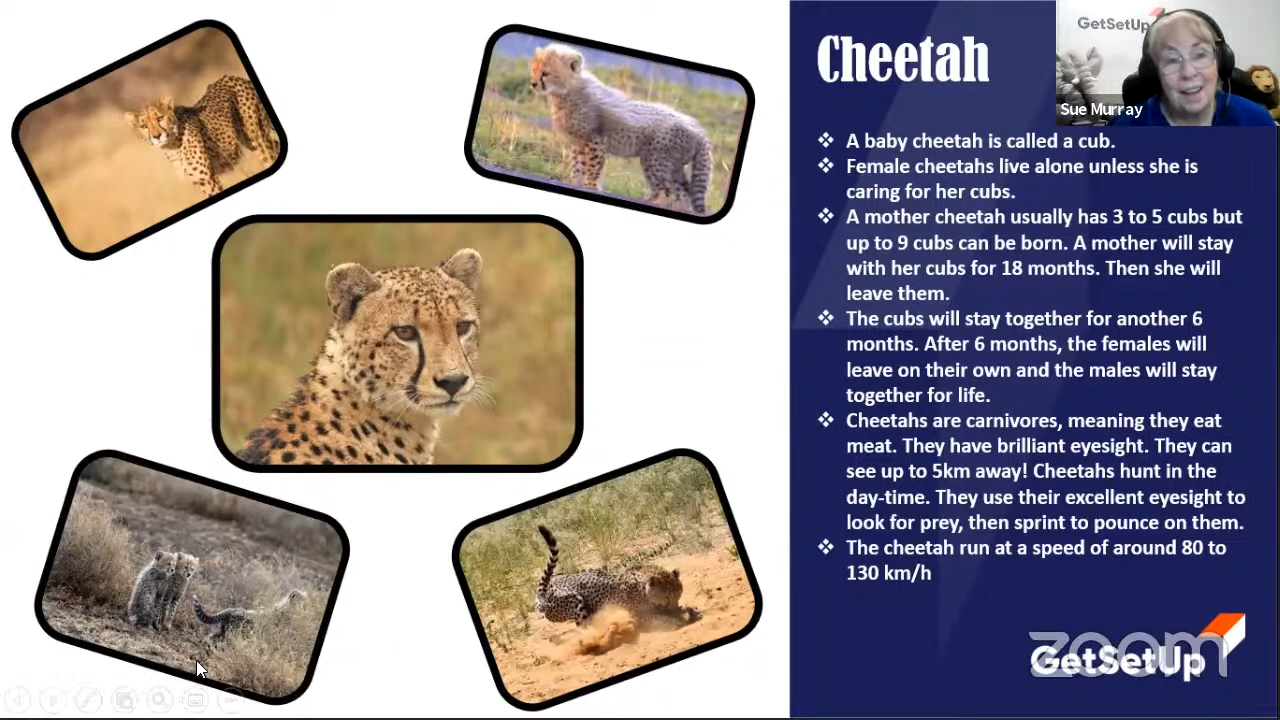 Cheetah
GetSetUp
Sue Murray
❖ A baby cheetah is called a cub.
❖ Female cheetahs live alone unless she is
caring for her cubs.
❖ A mother cheetah usually has 3 to 5 cubs but
up to 9 cubs can be born. A mother will stay
with her cubs for 18 months. Then she will
leave them.
❖ The cubs will stay together for another 6
months. After 6 months, the females will
leave on their own and the males will stay
together for life.
❖ Cheetahs are carnivores, meaning they eat
meat. They have brilliant eyesight. They can
see up to 5km away! Cheetahs hunt in the
day-time. They use their excellent eyesight to
look for prey, then sprint to pounce on them.
❖ The cheetah run at a speed of around 80 to
130 km/h
zoom
GetSetUp